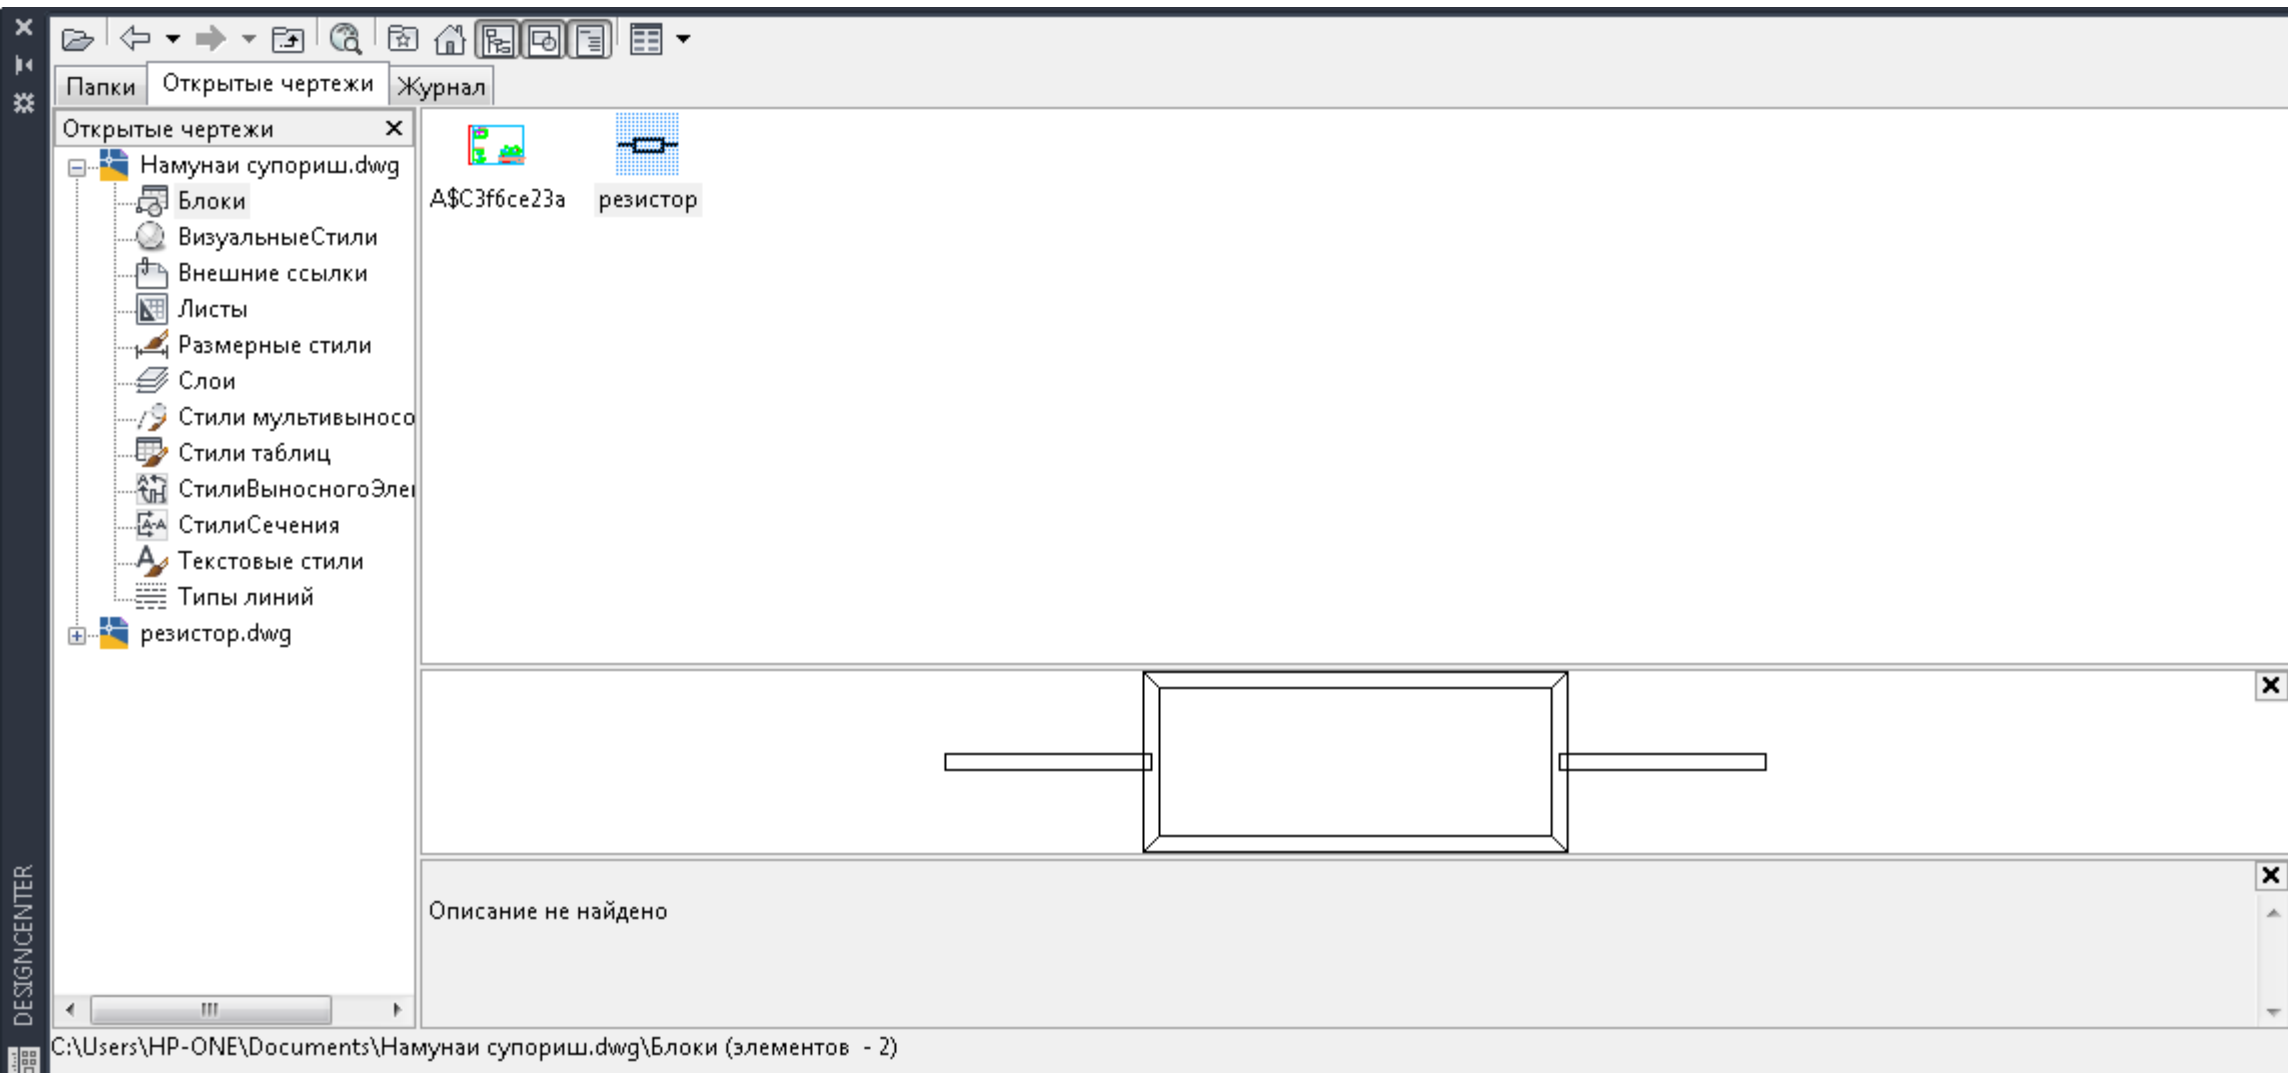 Папки
Открытые чертежи
Журнал
Открытые чертежи
Намунаи супориш.dwg
Блоки
ВизуальныеСтили
Внешние ссылки
Листы
Размерные стили
Слои
Стили мультивыносо
Стили таблиц
СтилиВыносногоЭле
СтилиСечения
Текстовые стили
Типы линий
резистор.dwg
A$C3f6ce23a
резистор
Описание не найдено
DESIGNCENTER
C:\Users\HP-ONE\Documents\Намунаи супориш.dwg\Блоки (элементов - 2)